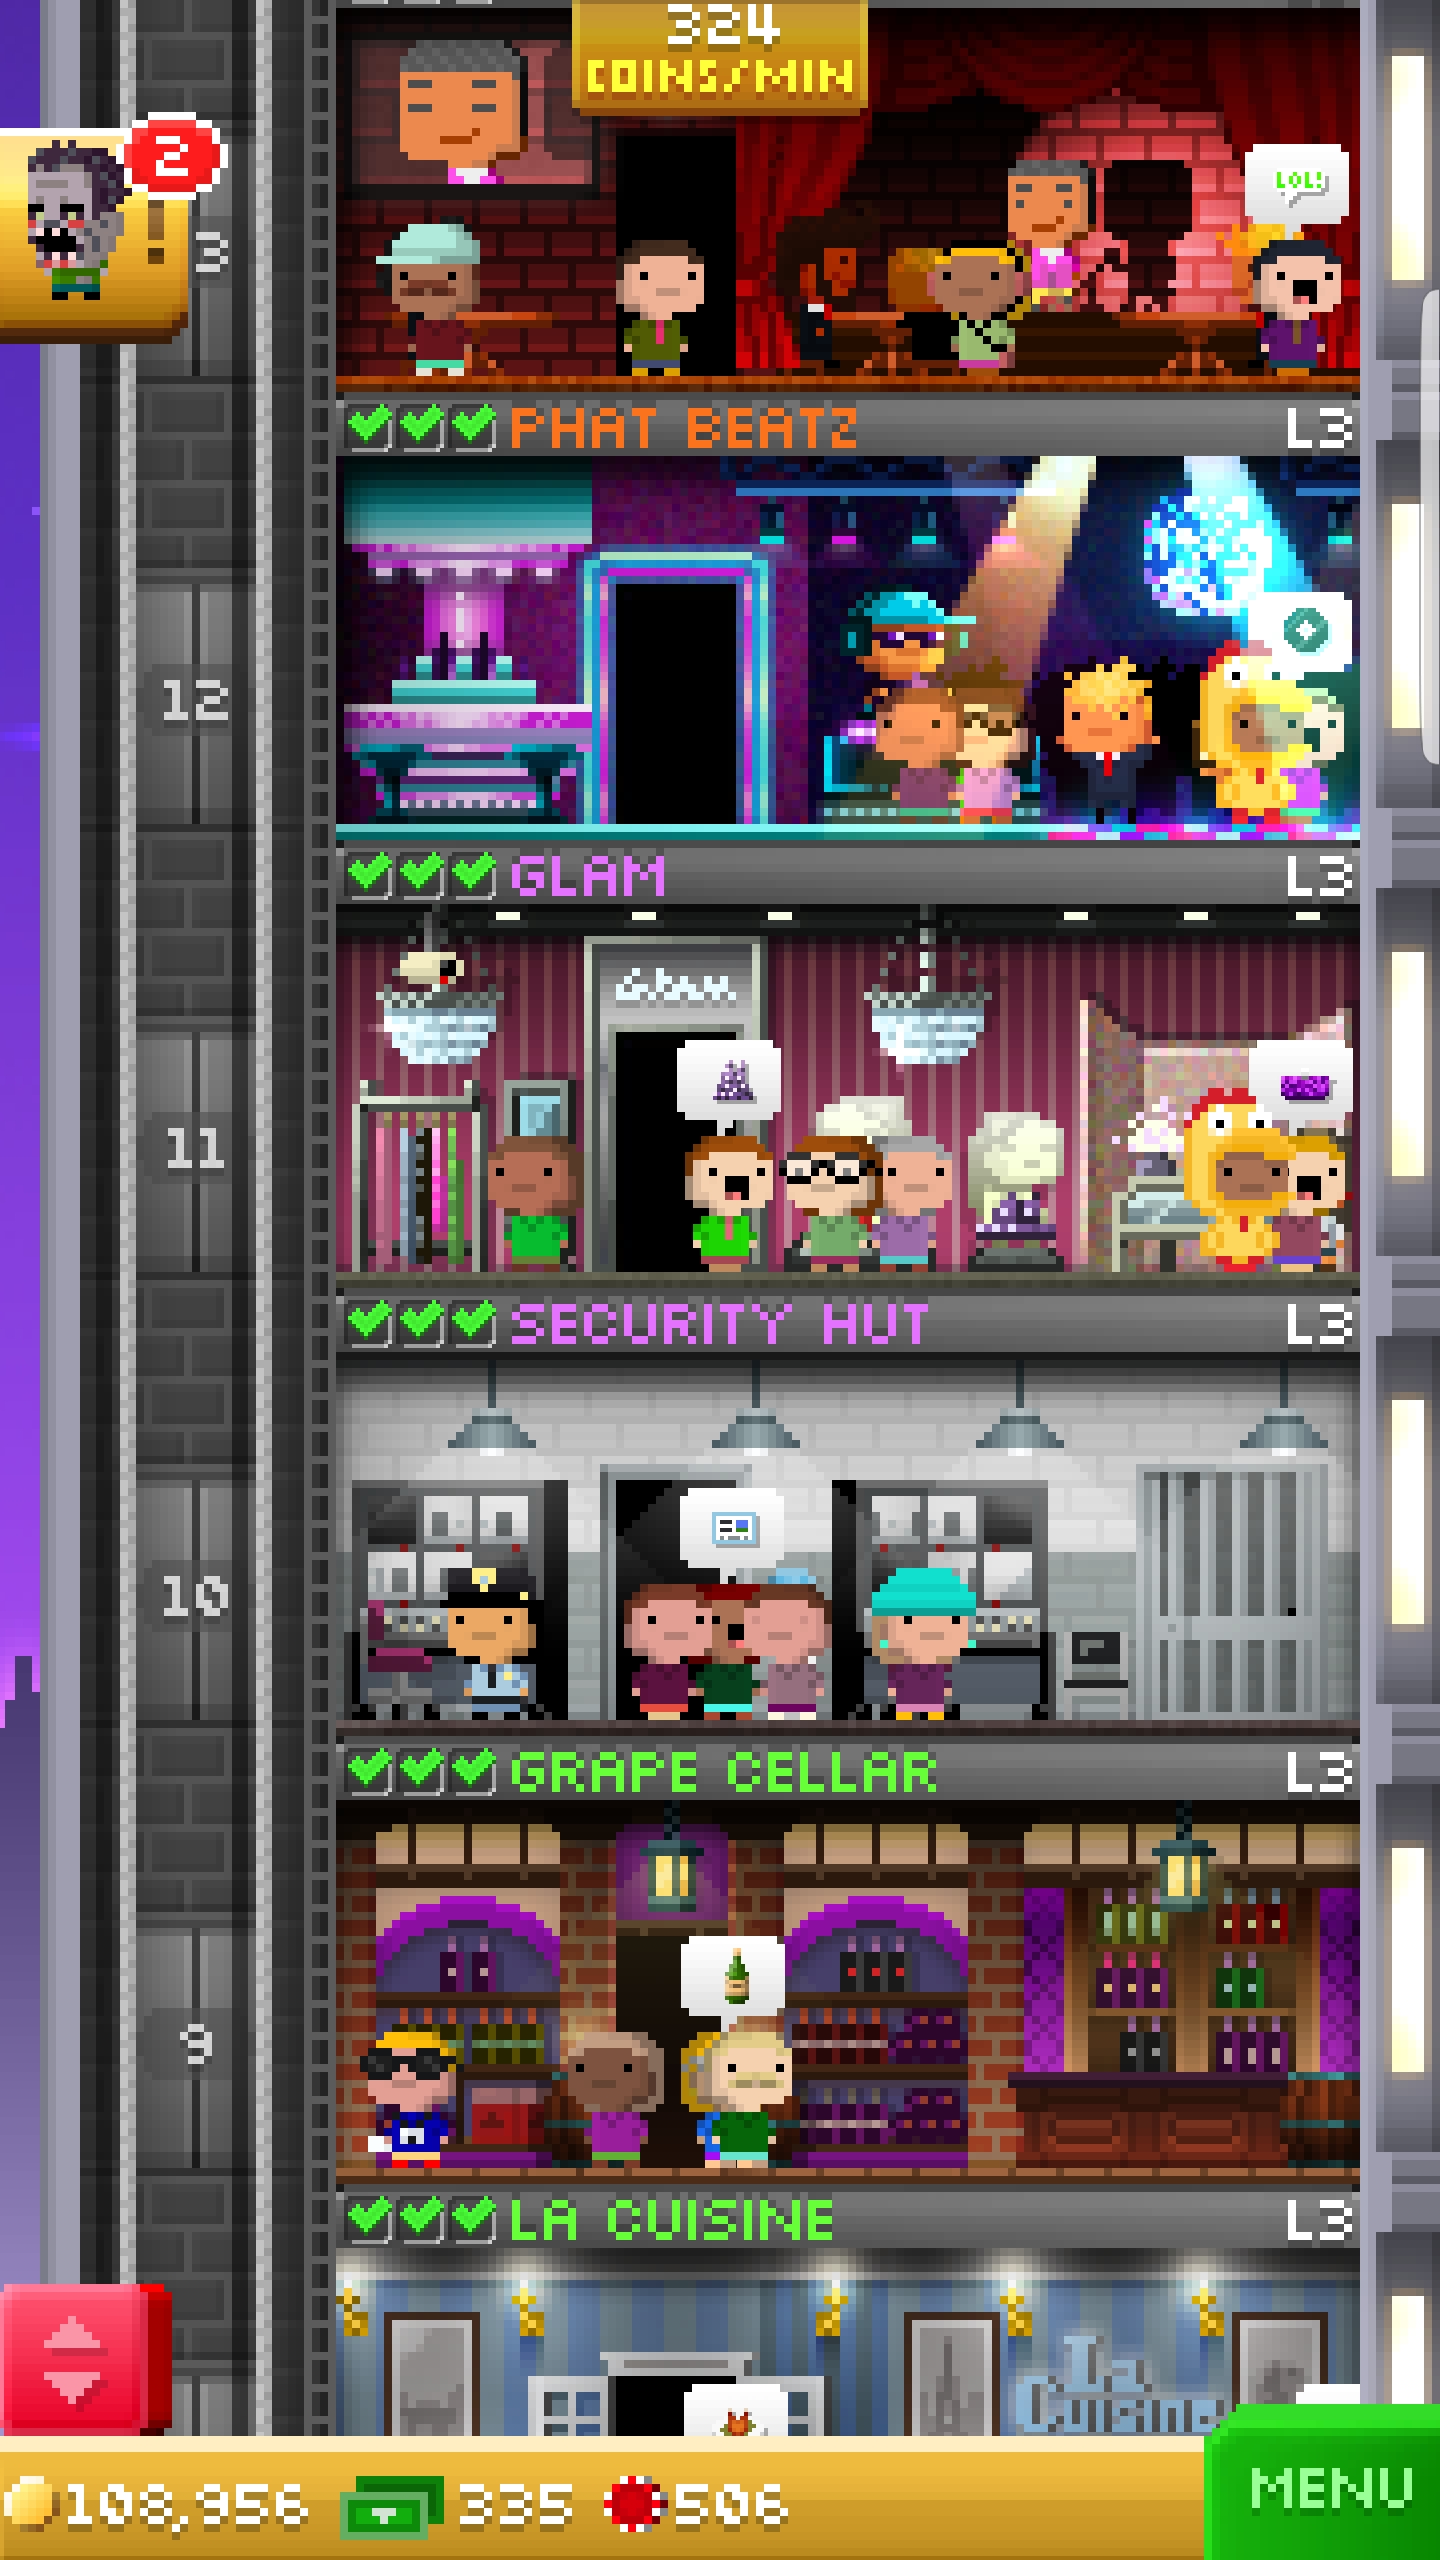 324
COINS/MIN
2
!
3
LOL!
PHAT BEATZ L3
12
GLAM L3
Glam
11
SECURITY HUT L3
10
GRAPE CELLAR L3
9
LA CUISINE L3
La
Cuisine
108,956 335 506
MENU